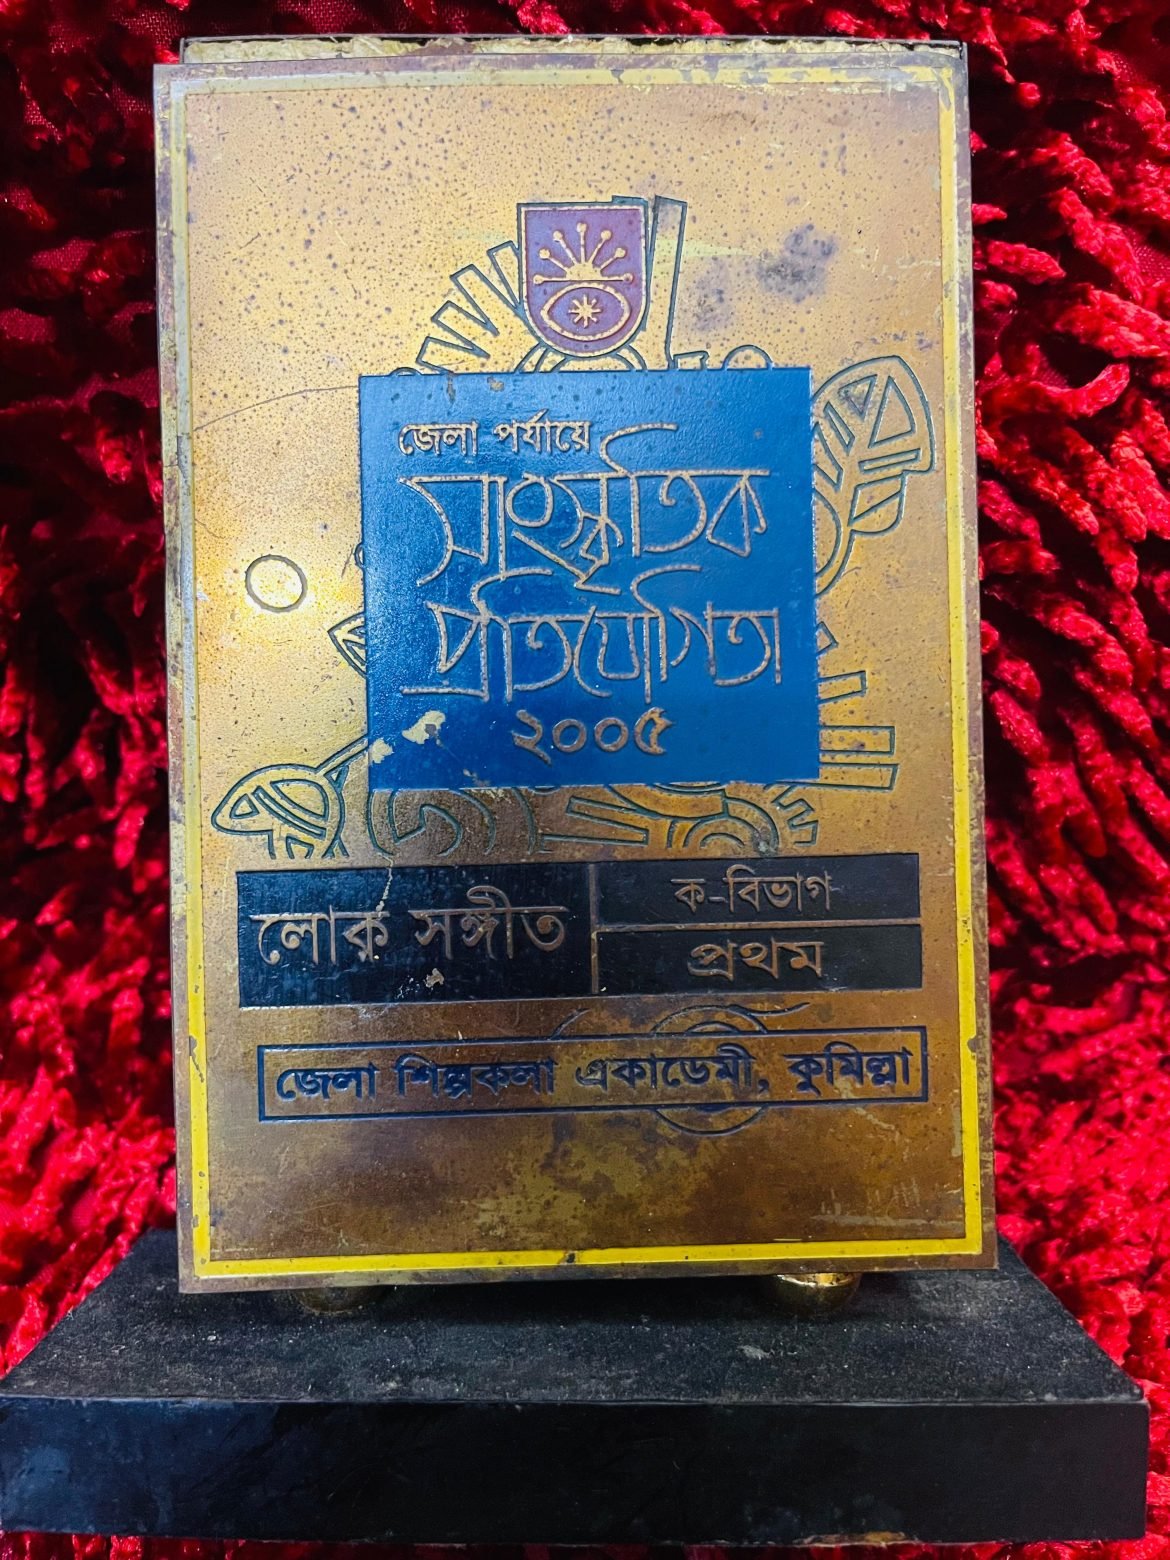 জেলা পর্যায়ে
সাংস্কৃতিক
প্রতিযোগিতা
২০০৫
লোক সঙ্গীত
ক-বিভাগ
প্রথম
জেলা শিল্পকলা একাডেমী, কুমিল্লা